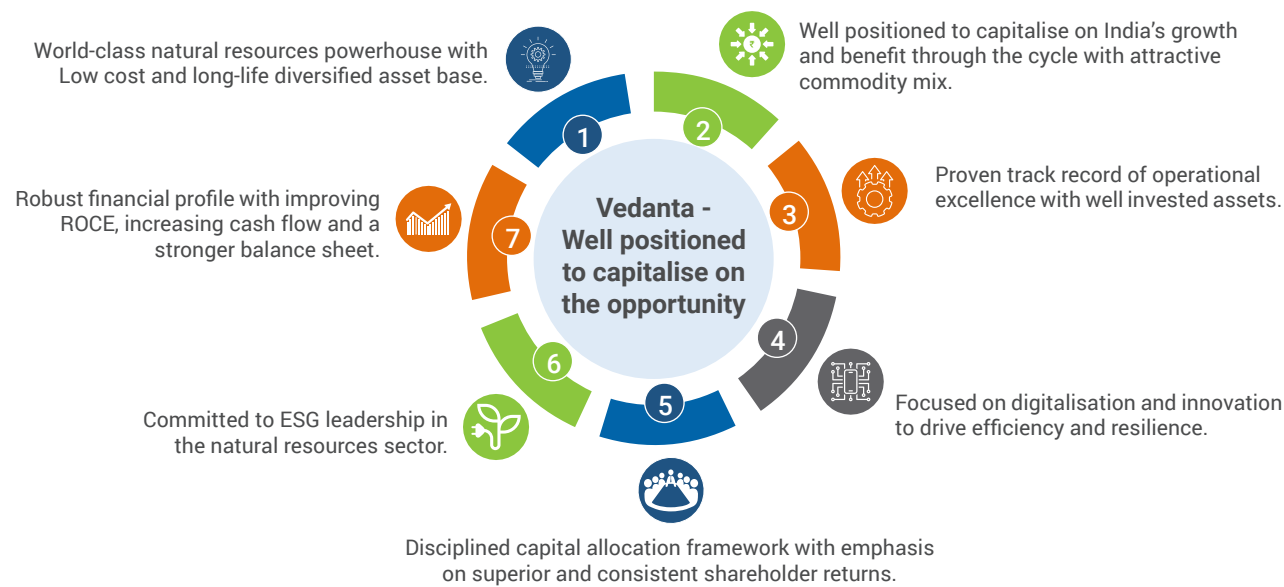 World-class natural resources powerhouse with
Low cost and long-life diversified asset base.
1
Well positioned to capitalise on India's growth
and benefit through the cycle with attractive
commodity mix.
2
Proven track record of operational
excellence with well invested assets.
3
Focused on digitalisation and innovation
to drive efficiency and resilience.
4
Disciplined capital allocation framework with emphasis
on superior and consistent shareholder returns.
5
Committed to ESG leadership in
the natural resources sector.
6
Robust financial profile with improving
ROCE, increasing cash flow and a
stronger balance sheet.
7
Vedanta -
Well positioned
to capitalise on
the opportunity
₹